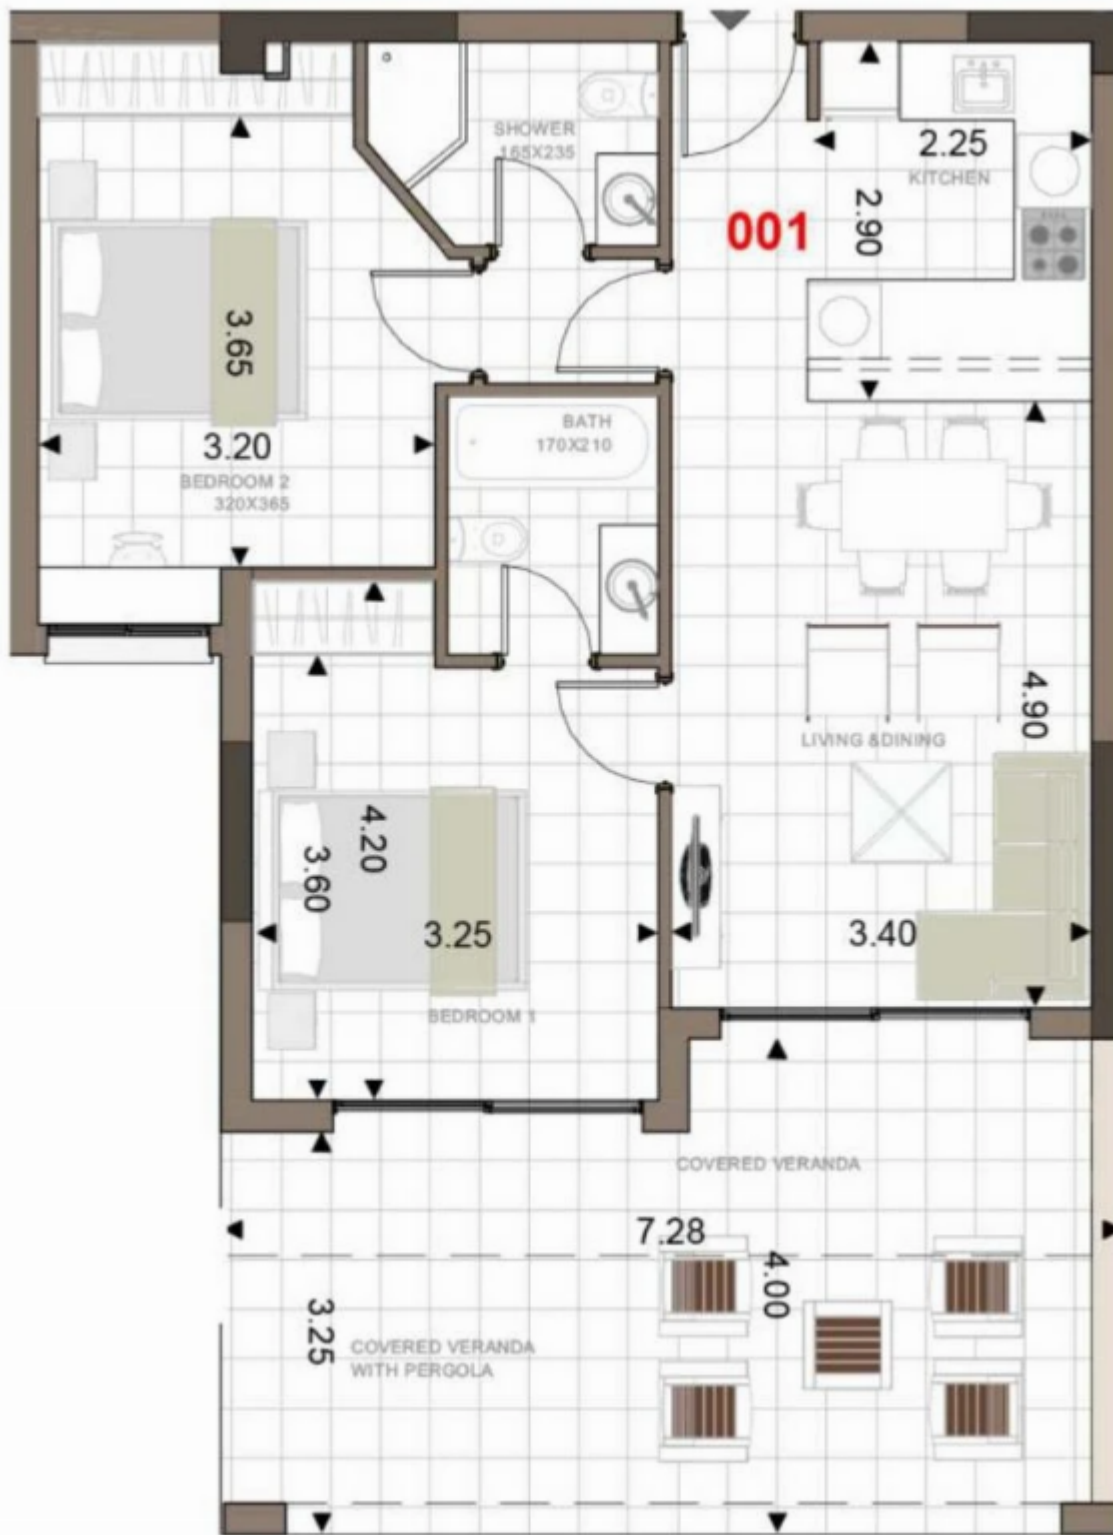 SHOWER
165X235
2.25
KITCHEN
2.90
001
3.65
3.20
BEDROOM 2
320X365
BATH
170X210
4.90
LIVING &DINING
4.20
3.60
3.25
3.40
BEDROOM 1
COVERED VERANDA
7.28
4.00
3.25
COVERED VERANDA
WITH PERGOLA